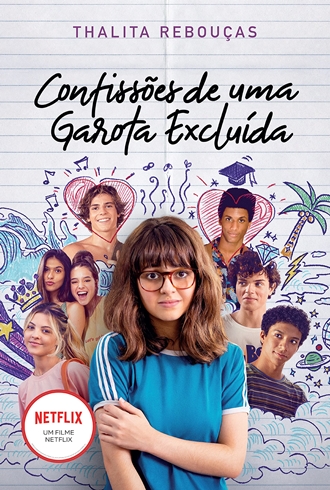 THALITA REBOUÇAS
Confissões de uma
Garota Excluída
NETFLIX
UM FILME
NETFLIX